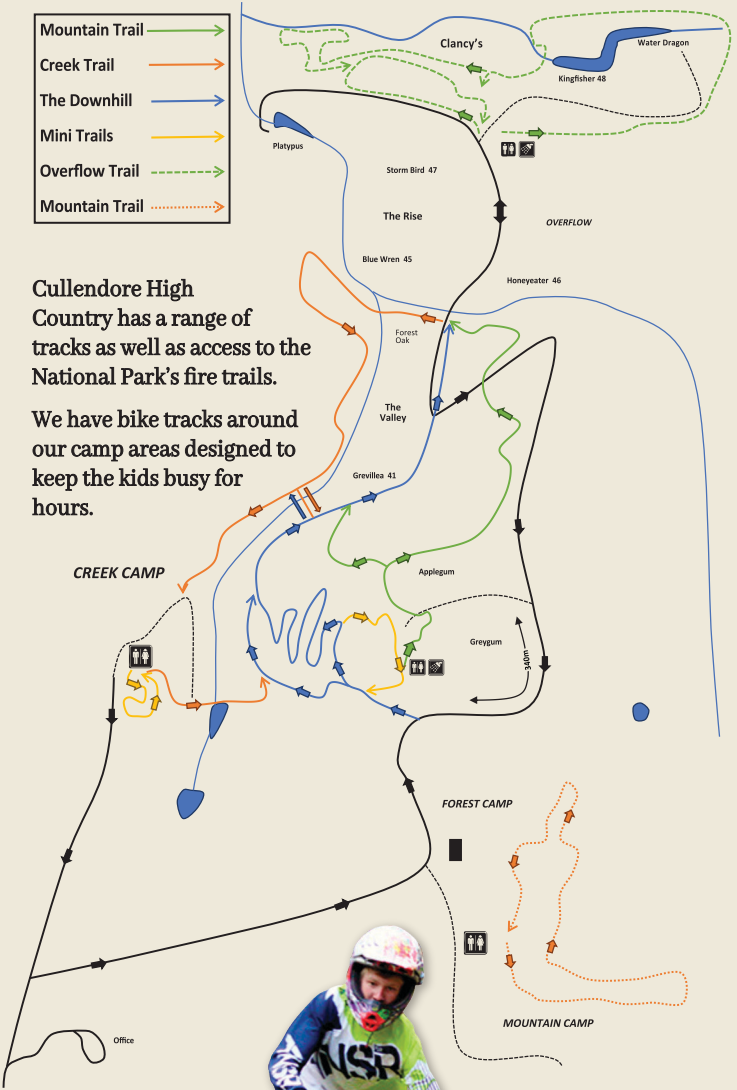 Mountain Trail
Creek Trail
The Downhill
Mini Trails
Overflow Trail
Mountain Trail
Clancy's
Water Dragon
Kingfisher 48
Platypus
Storm Bird 47
The Rise
OVERFLOW
Blue Wren 45
Honeyeater 46
Cullendore High
Country has a range of
tracks as well as access to the
National Park's fire trails.
We have bike tracks around
our camp areas designed to
keep the kids busy for
hours.
Forest
Oak
The
Valley
Grevillea 41
CREEK CAMP
Applegum
Greygum
340m
FOREST CAMP
MOUNTAIN CAMP
Office
NSR